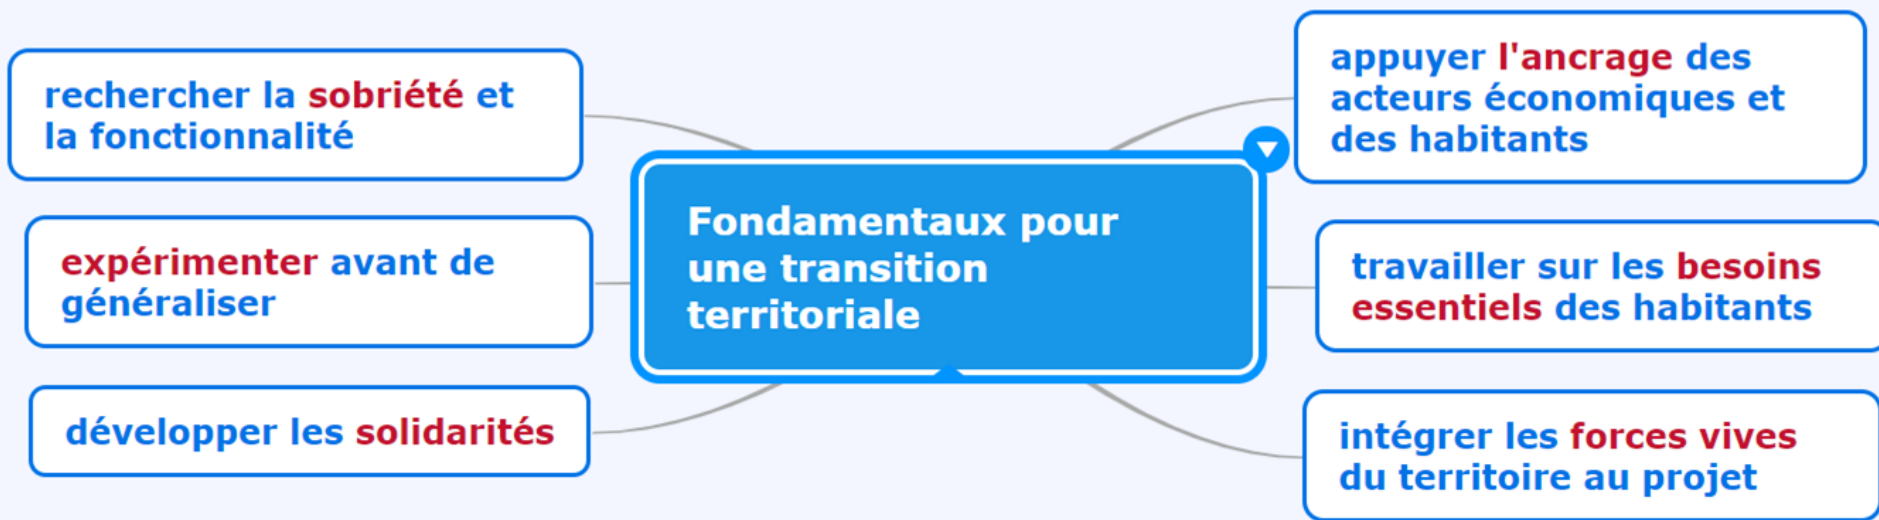 rechercher la sobriété et
la fonctionnalité
expérimenter avant de
généraliser
développer les solidarités
Fondamentaux pour
une transition
territoriale
appuyer l'ancrage des
acteurs économiques et
des habitants
travailler sur les besoins
essentiels des habitants
intégrer les forces vives
du territoire au projet